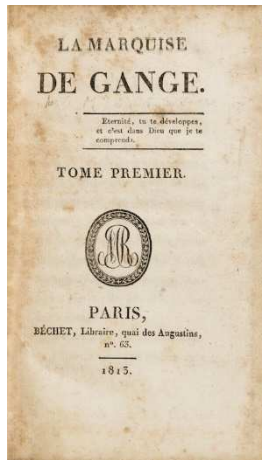 LA MARQUISE
DE GANGE.
Eternité, tu te développes,
et c'est dans Dieu que je te
comprends.
TOME PREMIER.
PARIS,
BÉCHET, Libraire, quai des Augustins,
n°. 63.
1813.